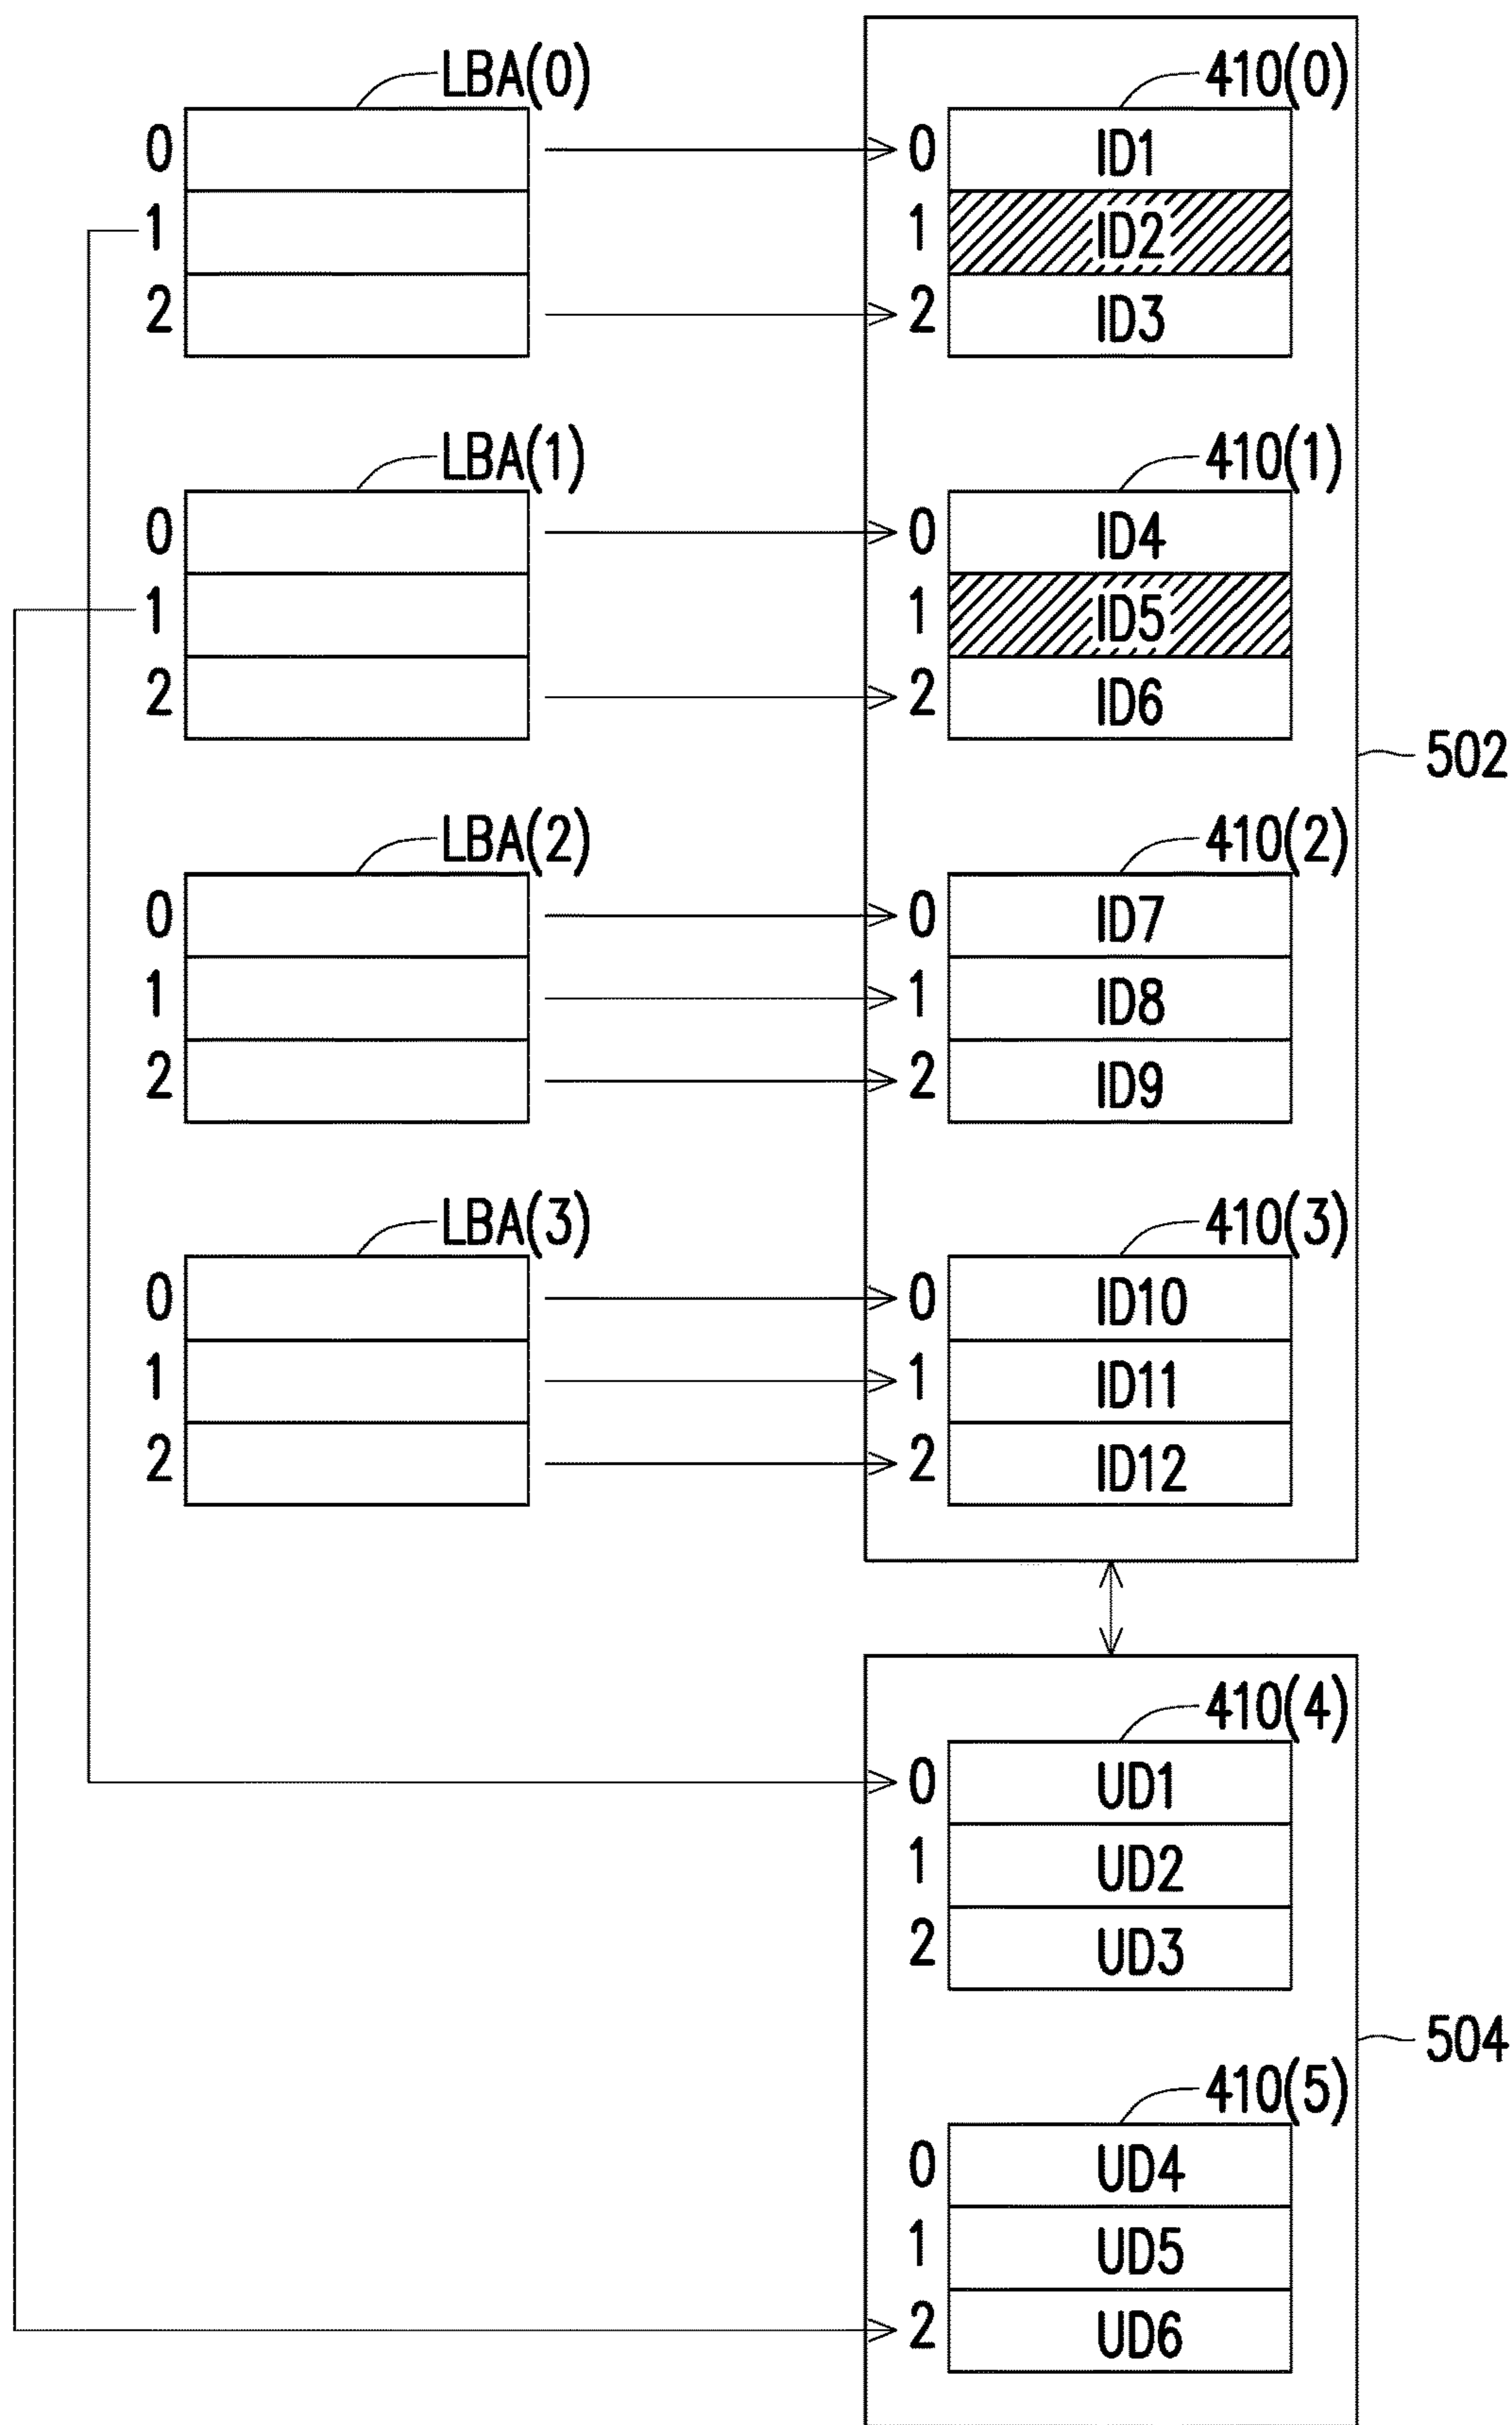 LBA(0) 410(0)
0 0 ID1
1 1 ID2
2 2 ID3
LBA(1) 410(1)
0 0 ID4
1 1 ID5
2 2 ID6
502
LBA(2) 410(2)
0 0 ID7
1 1 ID8
2 2 ID9
LBA(3) 410(3)
0 0 ID10
1 1 ID11
2 2 ID12
410(4)
0 UD1
1 UD2
2 UD3
504
410(5)
0 UD4
1 UD5
2 UD6